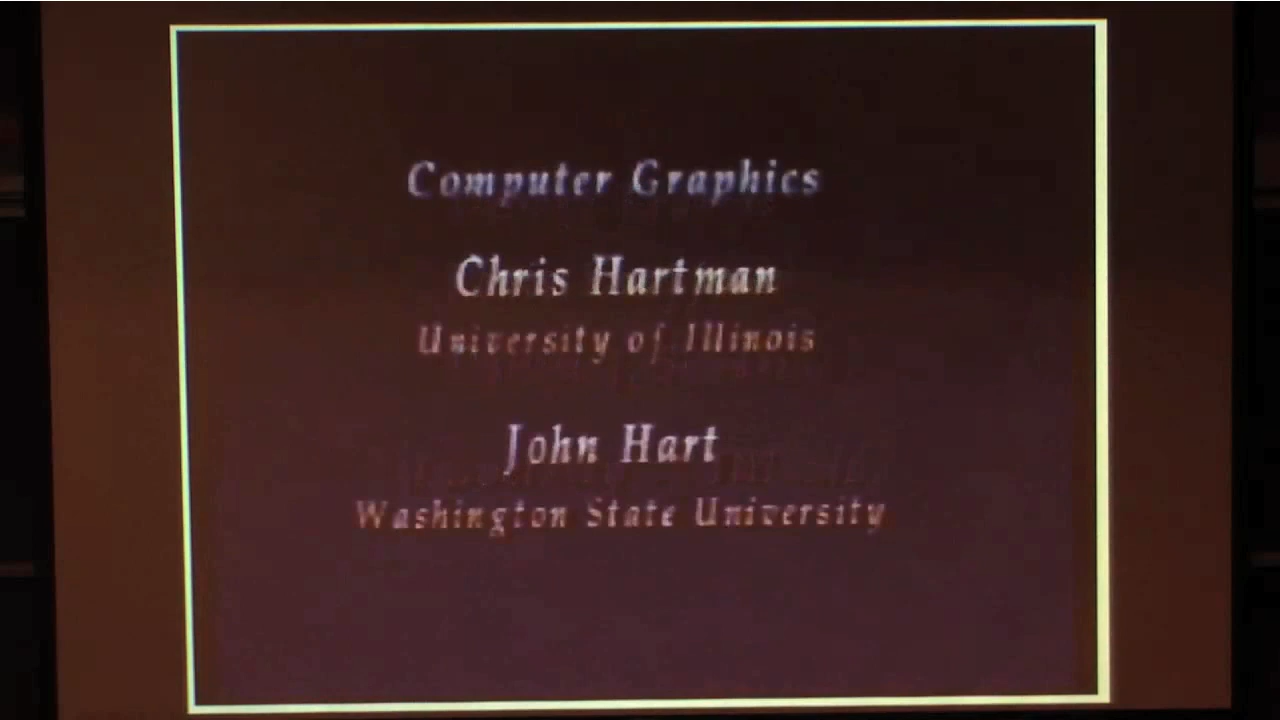 Computer Graphics
Chris Hartman
University of Illinois
John Hart
Washington State University